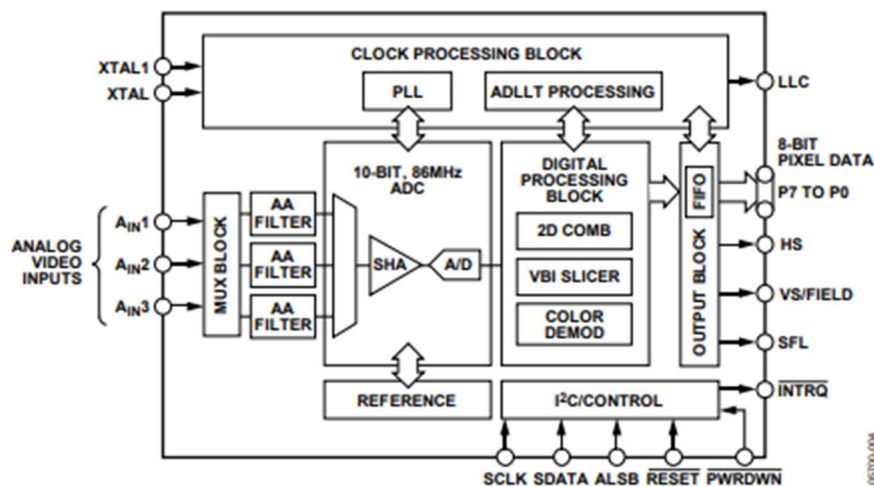 CLOCK PROCESSING BLOCK
XTAL1
XTAL
PLL
ADLLT PROCESSING
LLC
8-BIT
PIXEL DATA
P7 TO P0
10-BIT, 86MHz
ADC
DIGITAL
PROCESSING
BLOCK
FIFO
OUTPUT BLOCK
ANALOG
VIDEO
INPUTS
AIN1
AIN2
AIN3
MUX BLOCK
AA
FILTER
AA
FILTER
AA
FILTER
SHA
A/D
2D COMB
VBI SLICER
COLOR
DEMOD
HS
VS/FIELD
SFL
REFERENCE
I2C/CONTROL
INTRQ
SCLK SDATA ALSB RESET PWRDWN
05700-004